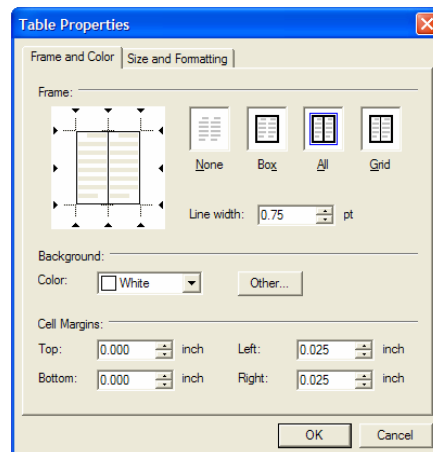 Table Properties
Frame and Color
Size and Formatting
Frame:
None
Box
All
Grid
Line width: 0.75 pt
Background:
Color: White Other...
Cell Margins:
Top: 0.000 inch Left: 0.025 inch
Bottom: 0.000 inch Right: 0.025 inch
OK Cancel